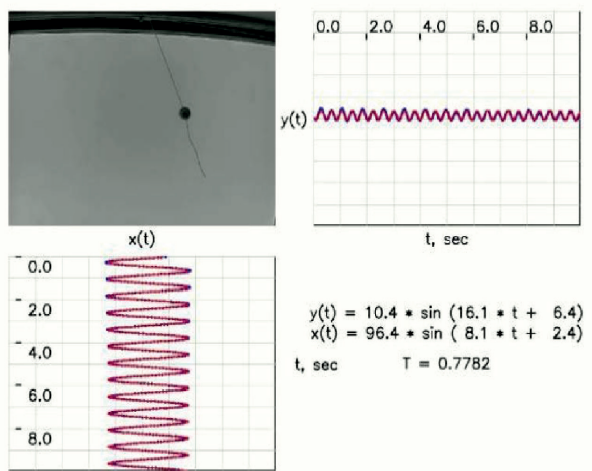 0.0 2.0 4.0 6.0 8.0
y(t)
t, sec
x(t)
0.0
2.0
4.0
6.0
8.0
y(t) = 10.4 * sin (16.1 * t + 6.4)
x(t) = 96.4 * sin ( 8.1 * t + 2.4)
t, sec T = 0.7782